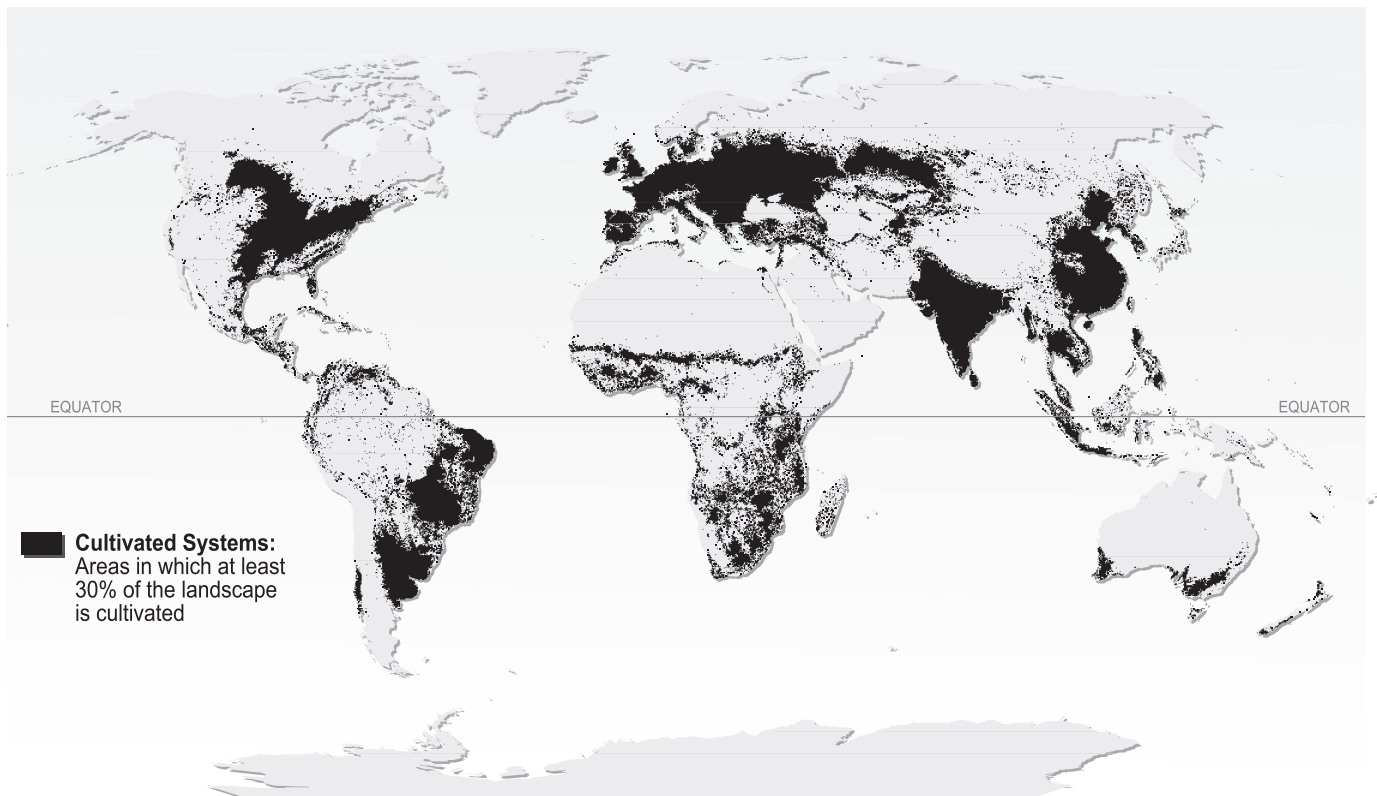 EQUATOR
EQUATOR
Cultivated Systems:
Areas in which at least
30% of the landscape
is cultivated